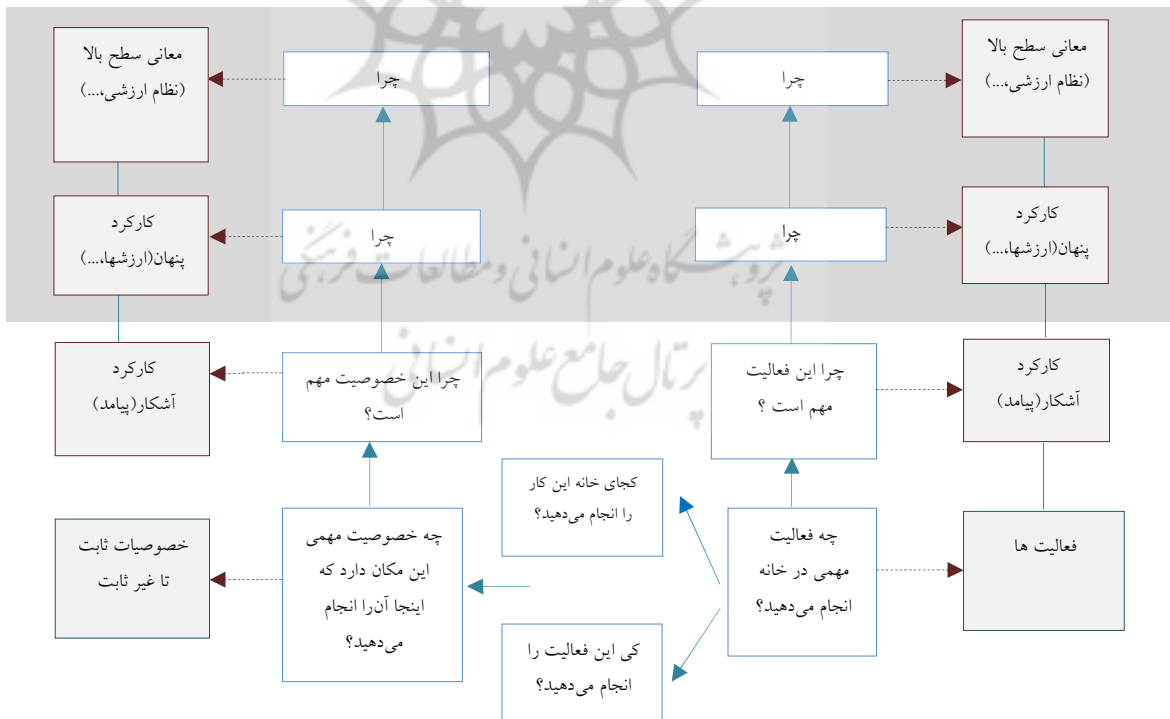 معانی سطح بالا
(نظام ارزشی،...)
چرا
چرا
معانی سطح بالا
(نظام ارزشی،...)
کارکرد
پنهان(ارزشها،...)
چرا
چرا
کارکرد
پنهان(ارزشها،...)
پژوهشگاه علوم انسانی و مطالعات فرهنگی
پرتال جامع علوم انسانی
کارکرد
آشکار(پیامد)
چرا این فعالیت
مهم است ؟
چرا این خصوصیت مهم
است؟
کارکرد
آشکار(پیامد)
فعالیت ها
چه فعالیت
مهمی در خانه
انجام می‌دهید؟
کجای خانه این کار
را انجام می‌دهید؟
کی این فعالیت را
انجام می‌دهید؟
چه خصوصیت مهمی
این مکان دارد که
اینجا آن‌را انجام
می‌دهید؟
خصوصیات ثابت
تا غیر ثابت